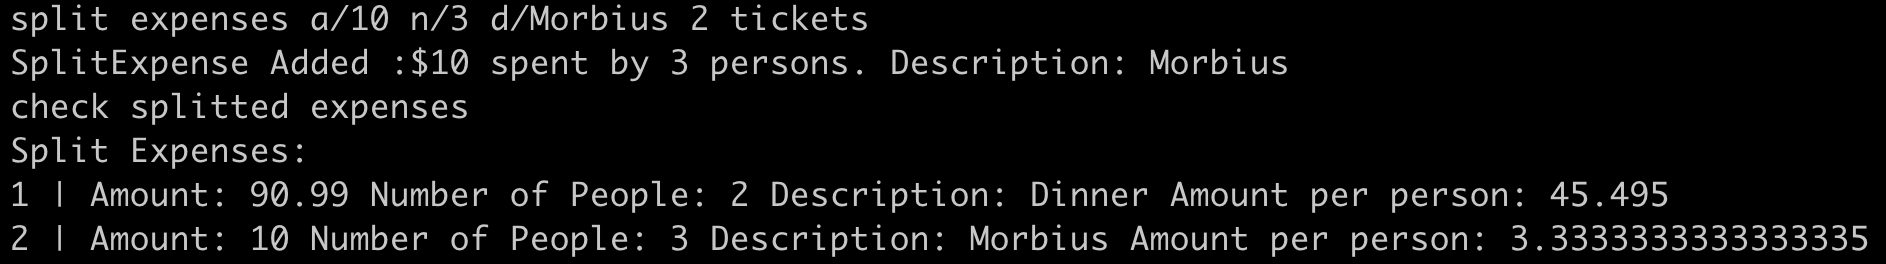 split expenses a/10 n/3 d/Morbius 2 tickets
SplitExpense Added :$10 spent by 3 persons. Description: Morbius
check splitted expenses
Split Expenses:
1 | Amount: 90.99 Number of People: 2 Description: Dinner Amount per person: 45.495
2 | Amount: 10 Number of People: 3 Description: Morbius Amount per person: 3.3333333333333335